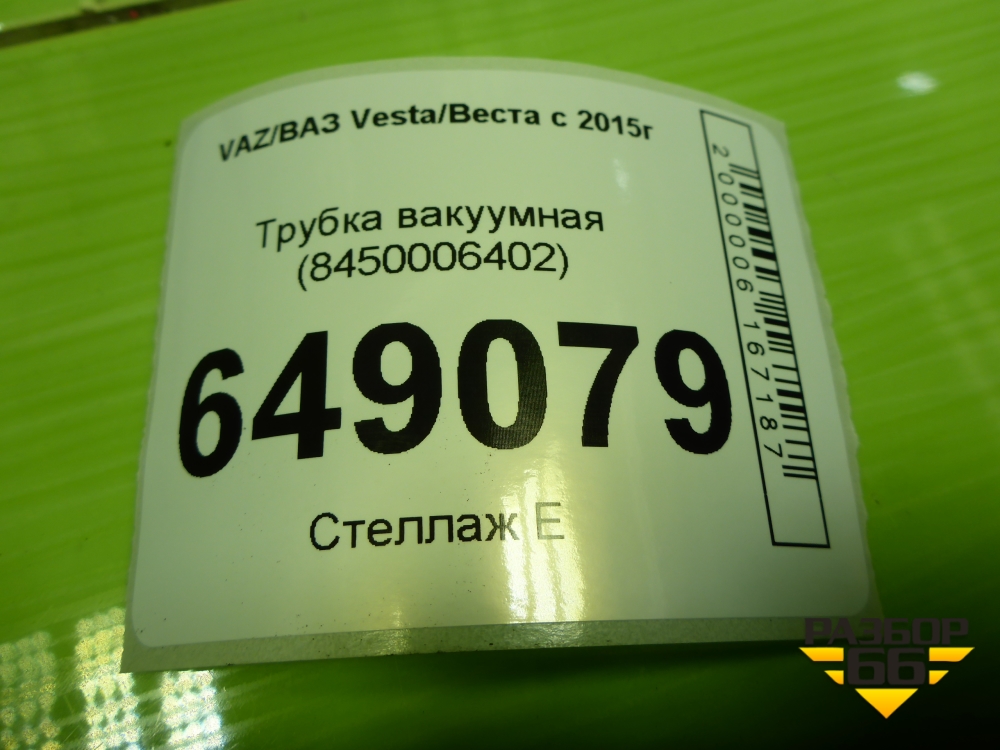 VAZ/ВАЗ Vesta/Веста с 2015г
Трубка вакуумная
(8450006402)
649079
Стеллаж Е
2000006167187
РАЗБОР
66